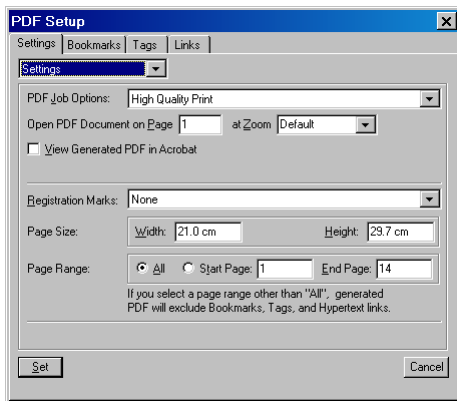 PDF Setup
Settings Bookmarks Tags Links
Settings
PDF Job Options: High Quality Print
Open PDF Document on Page 1 at Zoom Default
View Generated PDF in Acrobat
Registration Marks: None
Page Size: Width: 21.0 cm Height: 29.7 cm
Page Range: All Start Page: 1 End Page: 14
If you select a page range other than "All", generated
PDF will exclude Bookmarks, Tags, and Hypertext links.
Set Cancel